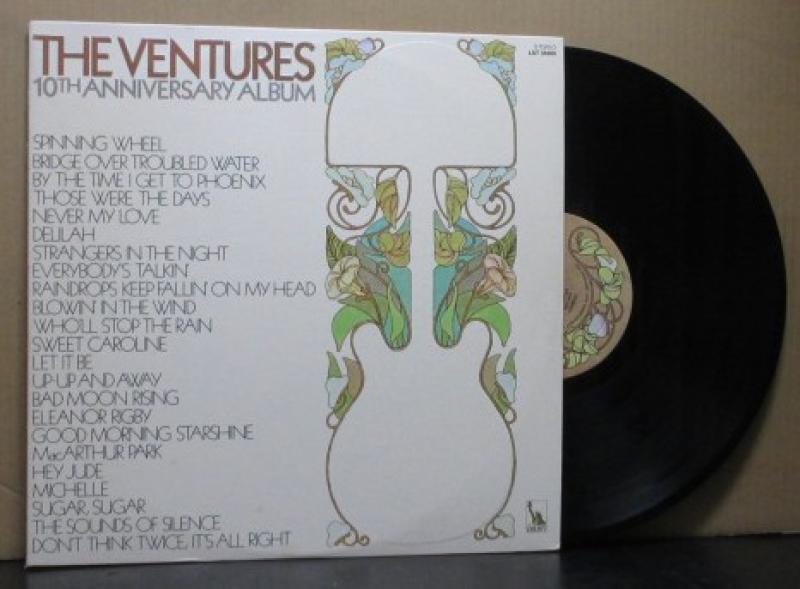 THE VENTURES
10TH ANNIVERSARY ALBUM
STEREO
SPINNING WHEEL
BRIDGE OVER TROUBLED WATER
BY THE TIME I GET TO PHOENIX
THOSE WERE THE DAYS
NEVER MY LOVE
DELILAH
STRANGERS IN THE NIGHT
EVERYBODY'S TALKIN'
RAINDROPS KEEP FALLIN' ON MY HEAD
BLOWIN' IN THE WIND
WHO'LL STOP THE RAIN
SWEET CAROLINE
LET IT BE
UP-UP AND AWAY
BAD MOON RISING
ELEANOR RIGBY
GOOD MORNING STARSHINE
MacARTHUR PARK
HEY JUDE
MICHELLE
SUGAR, SUGAR
THE SOUNDS OF SILENCE
DON'T THINK TWICE, IT'S ALL RIGHT